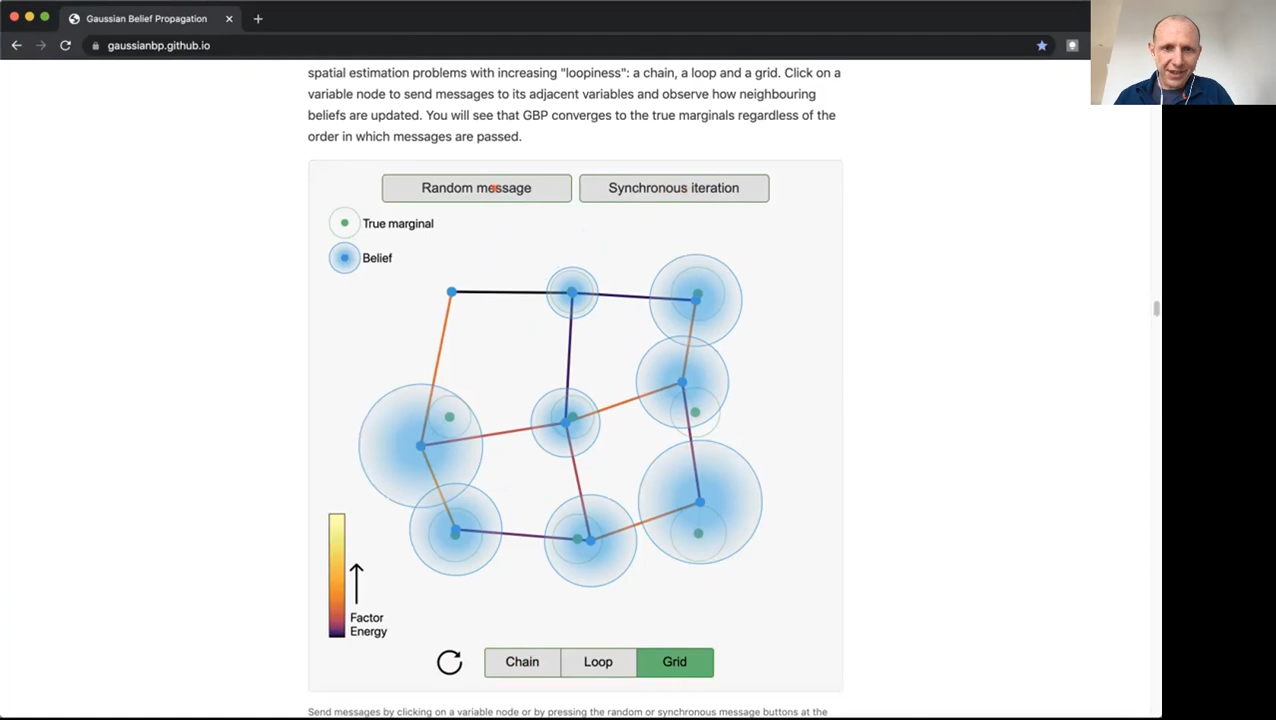 Gaussian Belief Propagation
gaussianbp.github.io
spatial estimation problems with increasing "loopiness": a chain, a loop and a grid. Click on a
variable node to send messages to its adjacent variables and observe how neighbouring
beliefs are updated. You will see that GBP converges to the true marginals regardless of the
order in which messages are passed.
Random message
Synchronous iteration
True marginal
Belief
Factor
Energy
Chain
Loop
Grid
Send messages by clicking on a variable node or by pressing the random or synchronous message buttons at the